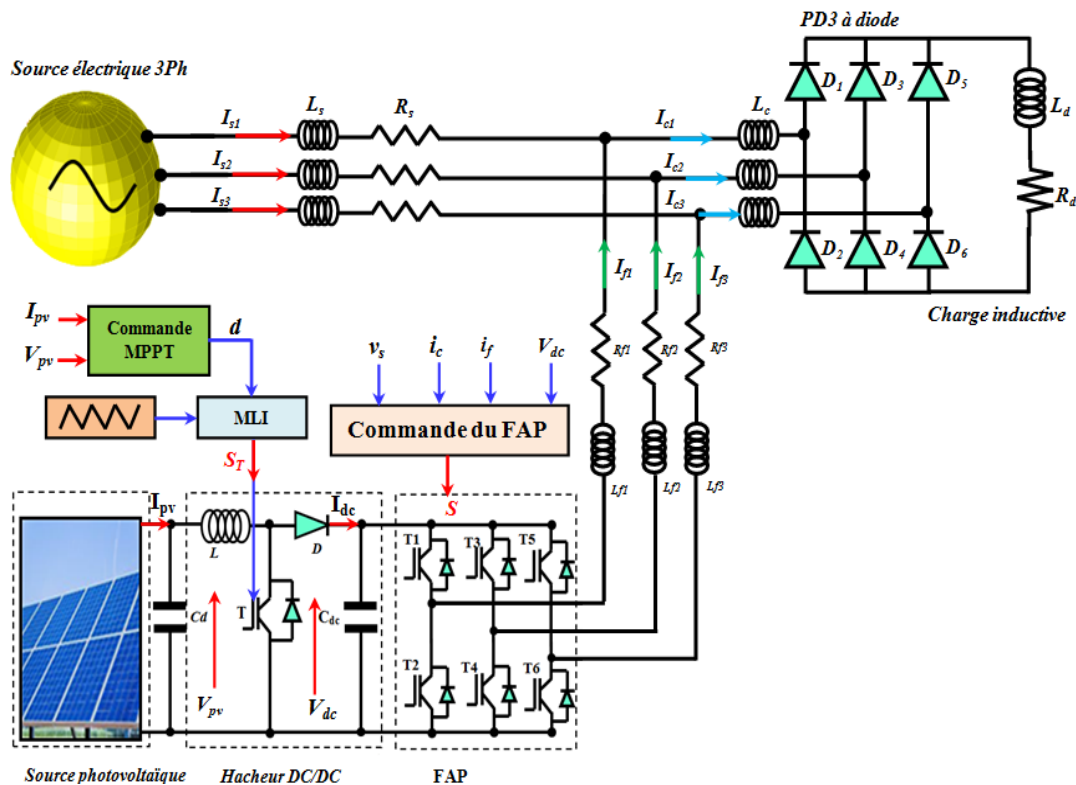 PD3 à diode
Source électrique 3Ph
Is1
Ls
Rs
Ic1
Lc
D1
D3
D5
Ld
Is2
Ic2
Is3
Ic3
Rd
D2
D4
D6
If1
If2
If3
Charge inductive
Ipv
Vpv
Commande
MPPT
d
vs
ic
if
Vdc
Rf1
Rf2
Rf3
MLI
Commande du FAP
ST
S
Lf1
Lf2
Lf3
Ipv
L
D
Idc
T1
T3
T5
Cd
T
Cdc
T2
T4
T6
Vpv
Vdc
Source photovoltaïque
Hacheur DC/DC
FAP